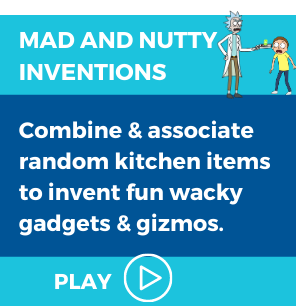 MAD AND NUTTY
INVENTIONS
Combine & associate
random kitchen items
to invent fun wacky
gadgets & gizmos.
PLAY